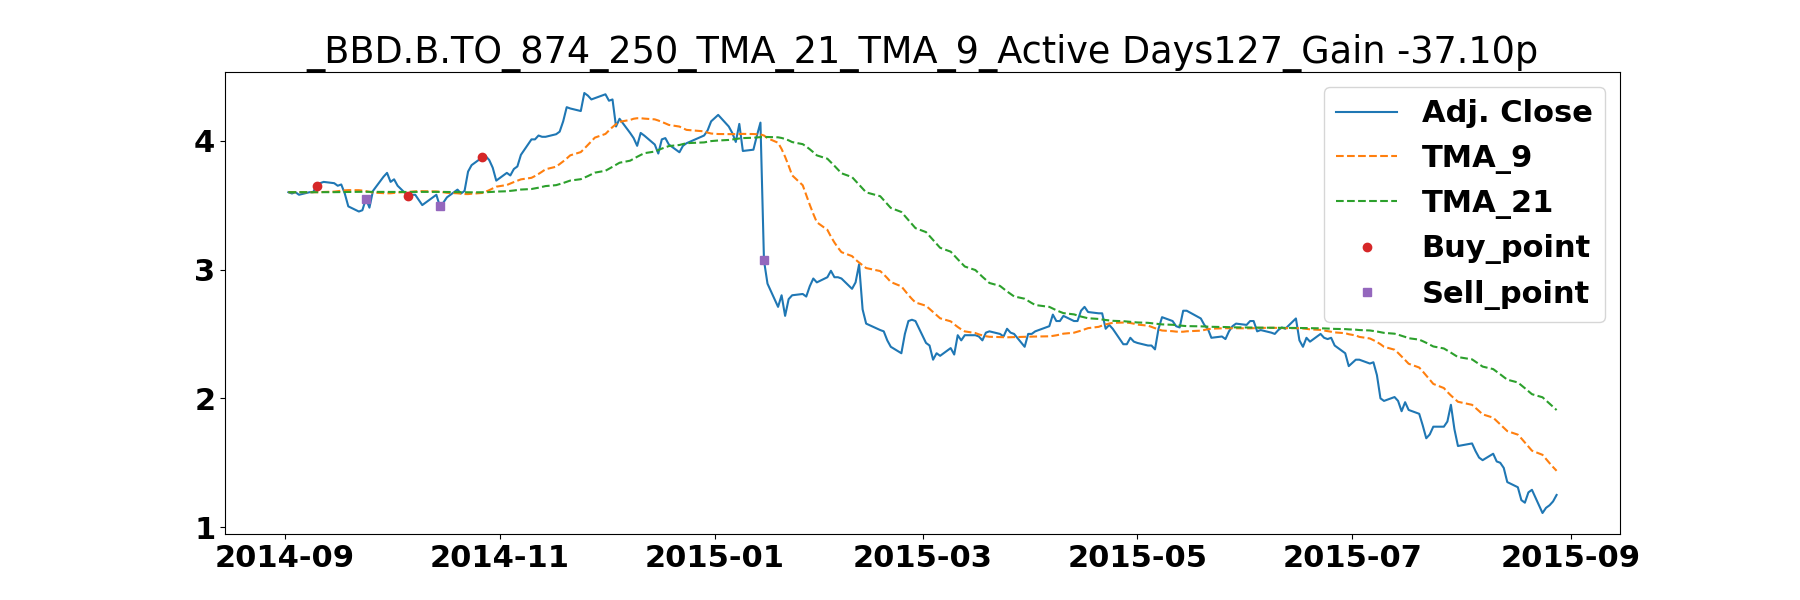 _BBD.B.TO_874_250_TMA_21_TMA_9_Active Days127_Gain -37.10p
Adj. Close
TMA_9
TMA_21
Buy_point
Sell_point
4
3
2
1
2014-09 2014-11 2015-01 2015-03 2015-05 2015-07 2015-09